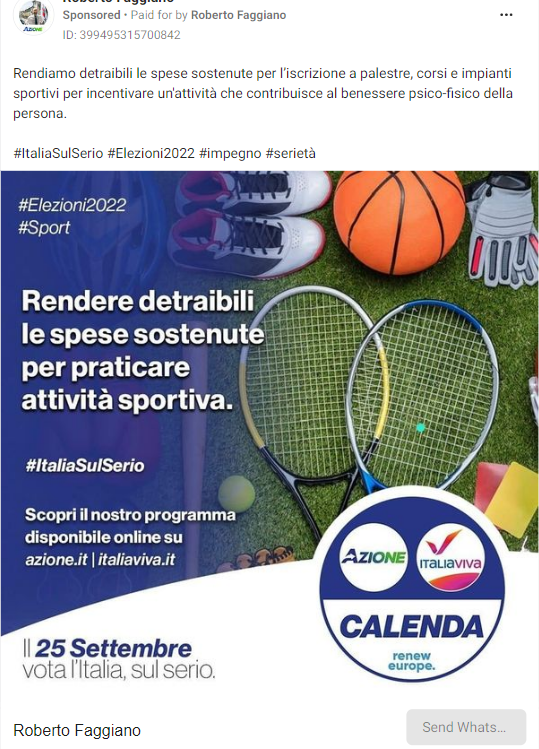 Roberto Faggiano
Sponsored • Paid for by Roberto Faggiano
AZIONE
ID: 399495315700842
Rendiamo detraibili le spese sostenute per l'iscrizione a palestre, corsi e impianti
sportivi per incentivare un'attività che contribuisce al benessere psico-fisico della
persona.
#ItaliaSulSerio #Elezioni2022 #impegno #serietà
#Elezioni2022
#Sport
Rendere detraibili
le spese sostenute
per praticare
attività sportiva.
#ItaliaSulSerio
Scopri il nostro programma
disponibile online su
azione.it | italiaviva.it
AZIONE
ITALIAVIVA
CALENDA
renew
europe.
Il 25 Settembre
vota l'Italia, sul serio.
Roberto Faggiano
Send Whats...